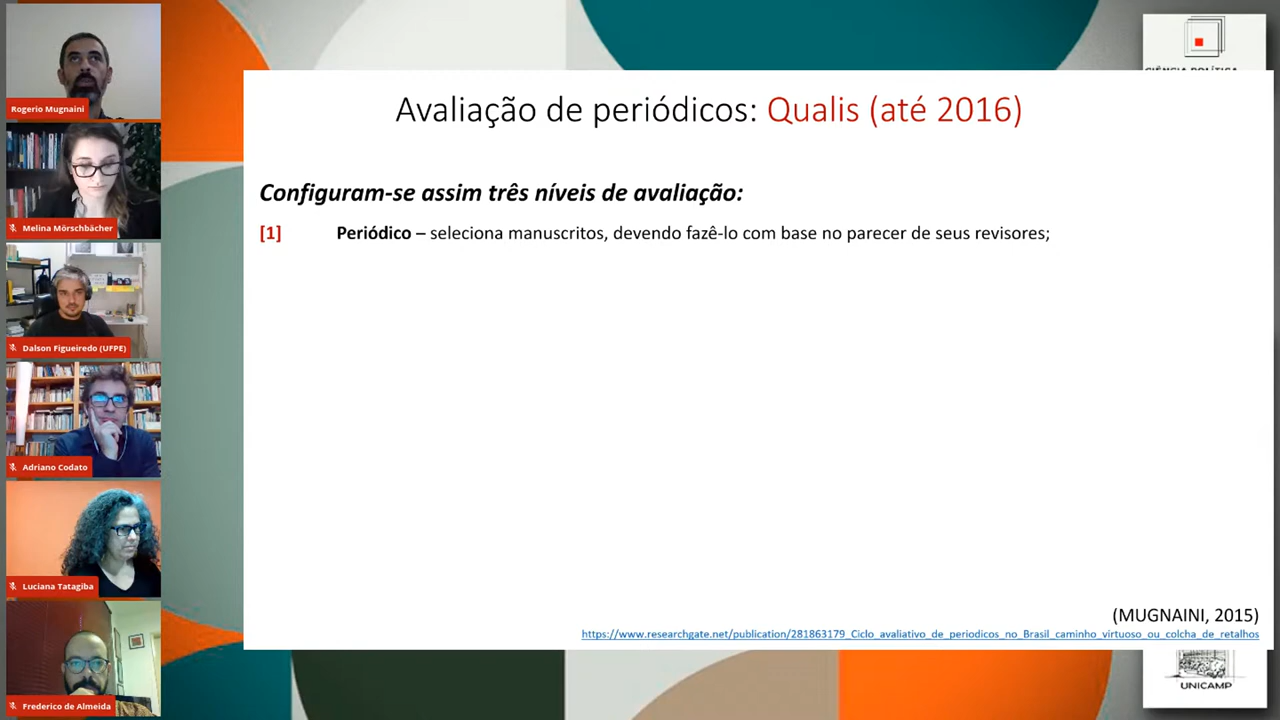 Rogerio Mugnaini
Melina Mörschbächer
Dalson Figueiredo (UFPE)
Adriano Codato
Luciana Tatagiba
Frederico de Almeida
CIÊNCIA POLÍTICA
Avaliação de periódicos: Qualis (até 2016)
Configuram-se assim três níveis de avaliação:
[1] Periódico – seleciona manuscritos, devendo fazê-lo com base no parecer de seus revisores;
(MUGNAINI, 2015)
https://www.researchgate.net/publication/281863179_Ciclo_avaliativo_de_periodicos_no_Brasil_caminho_virtuoso_ou_colcha_de_retalhos
UNICAMP